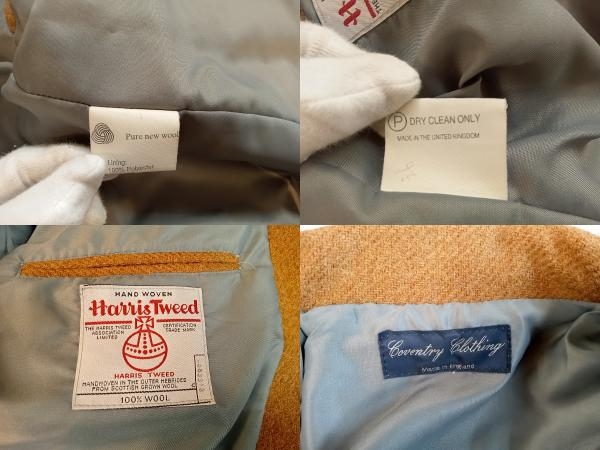 Pure new wool
Lining:
100% Polyester
THE
P DRY CLEAN ONLY
MADE IN THE UNITED KINGDOM
HAND WOVEN
Harris Tweed
THE HARRIS TWEED
ASSOCIATION
LIMITED
CERTIFICATION
TRADE MARK
HARRIS TWEED
HANDWOVEN IN THE OUTER HEBRIDES
FROM SCOTTISH GROWN WOOL
100% WOOL
Coventry Clothing
Made in England